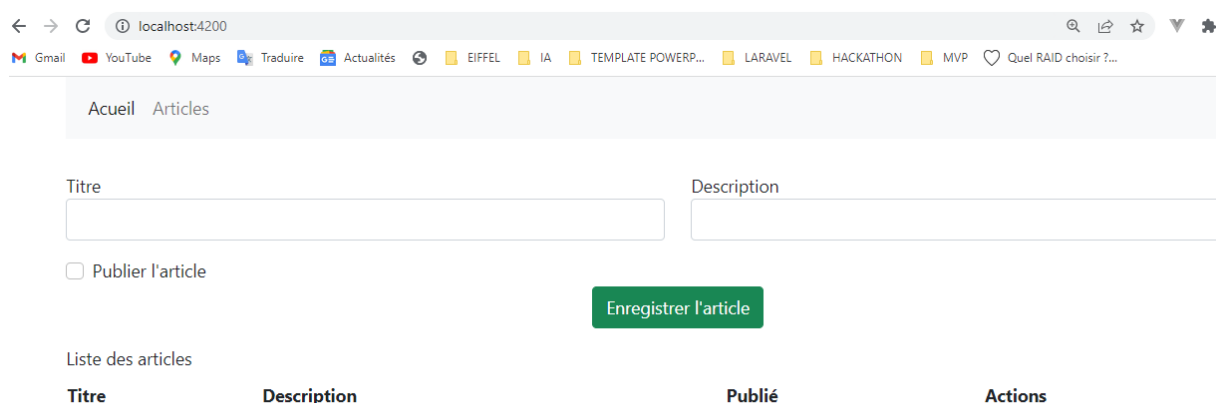 localhost:4200
Gmail YouTube Maps Traduire Actualités EIFFEL IA TEMPLATE POWERP... LARAVEL HACKATHON MVP Quel RAID choisir ?...
Acueil Articles
Titre Description
Publier l'article
Enregistrer l'article
Liste des articles
Titre Description Publié Actions